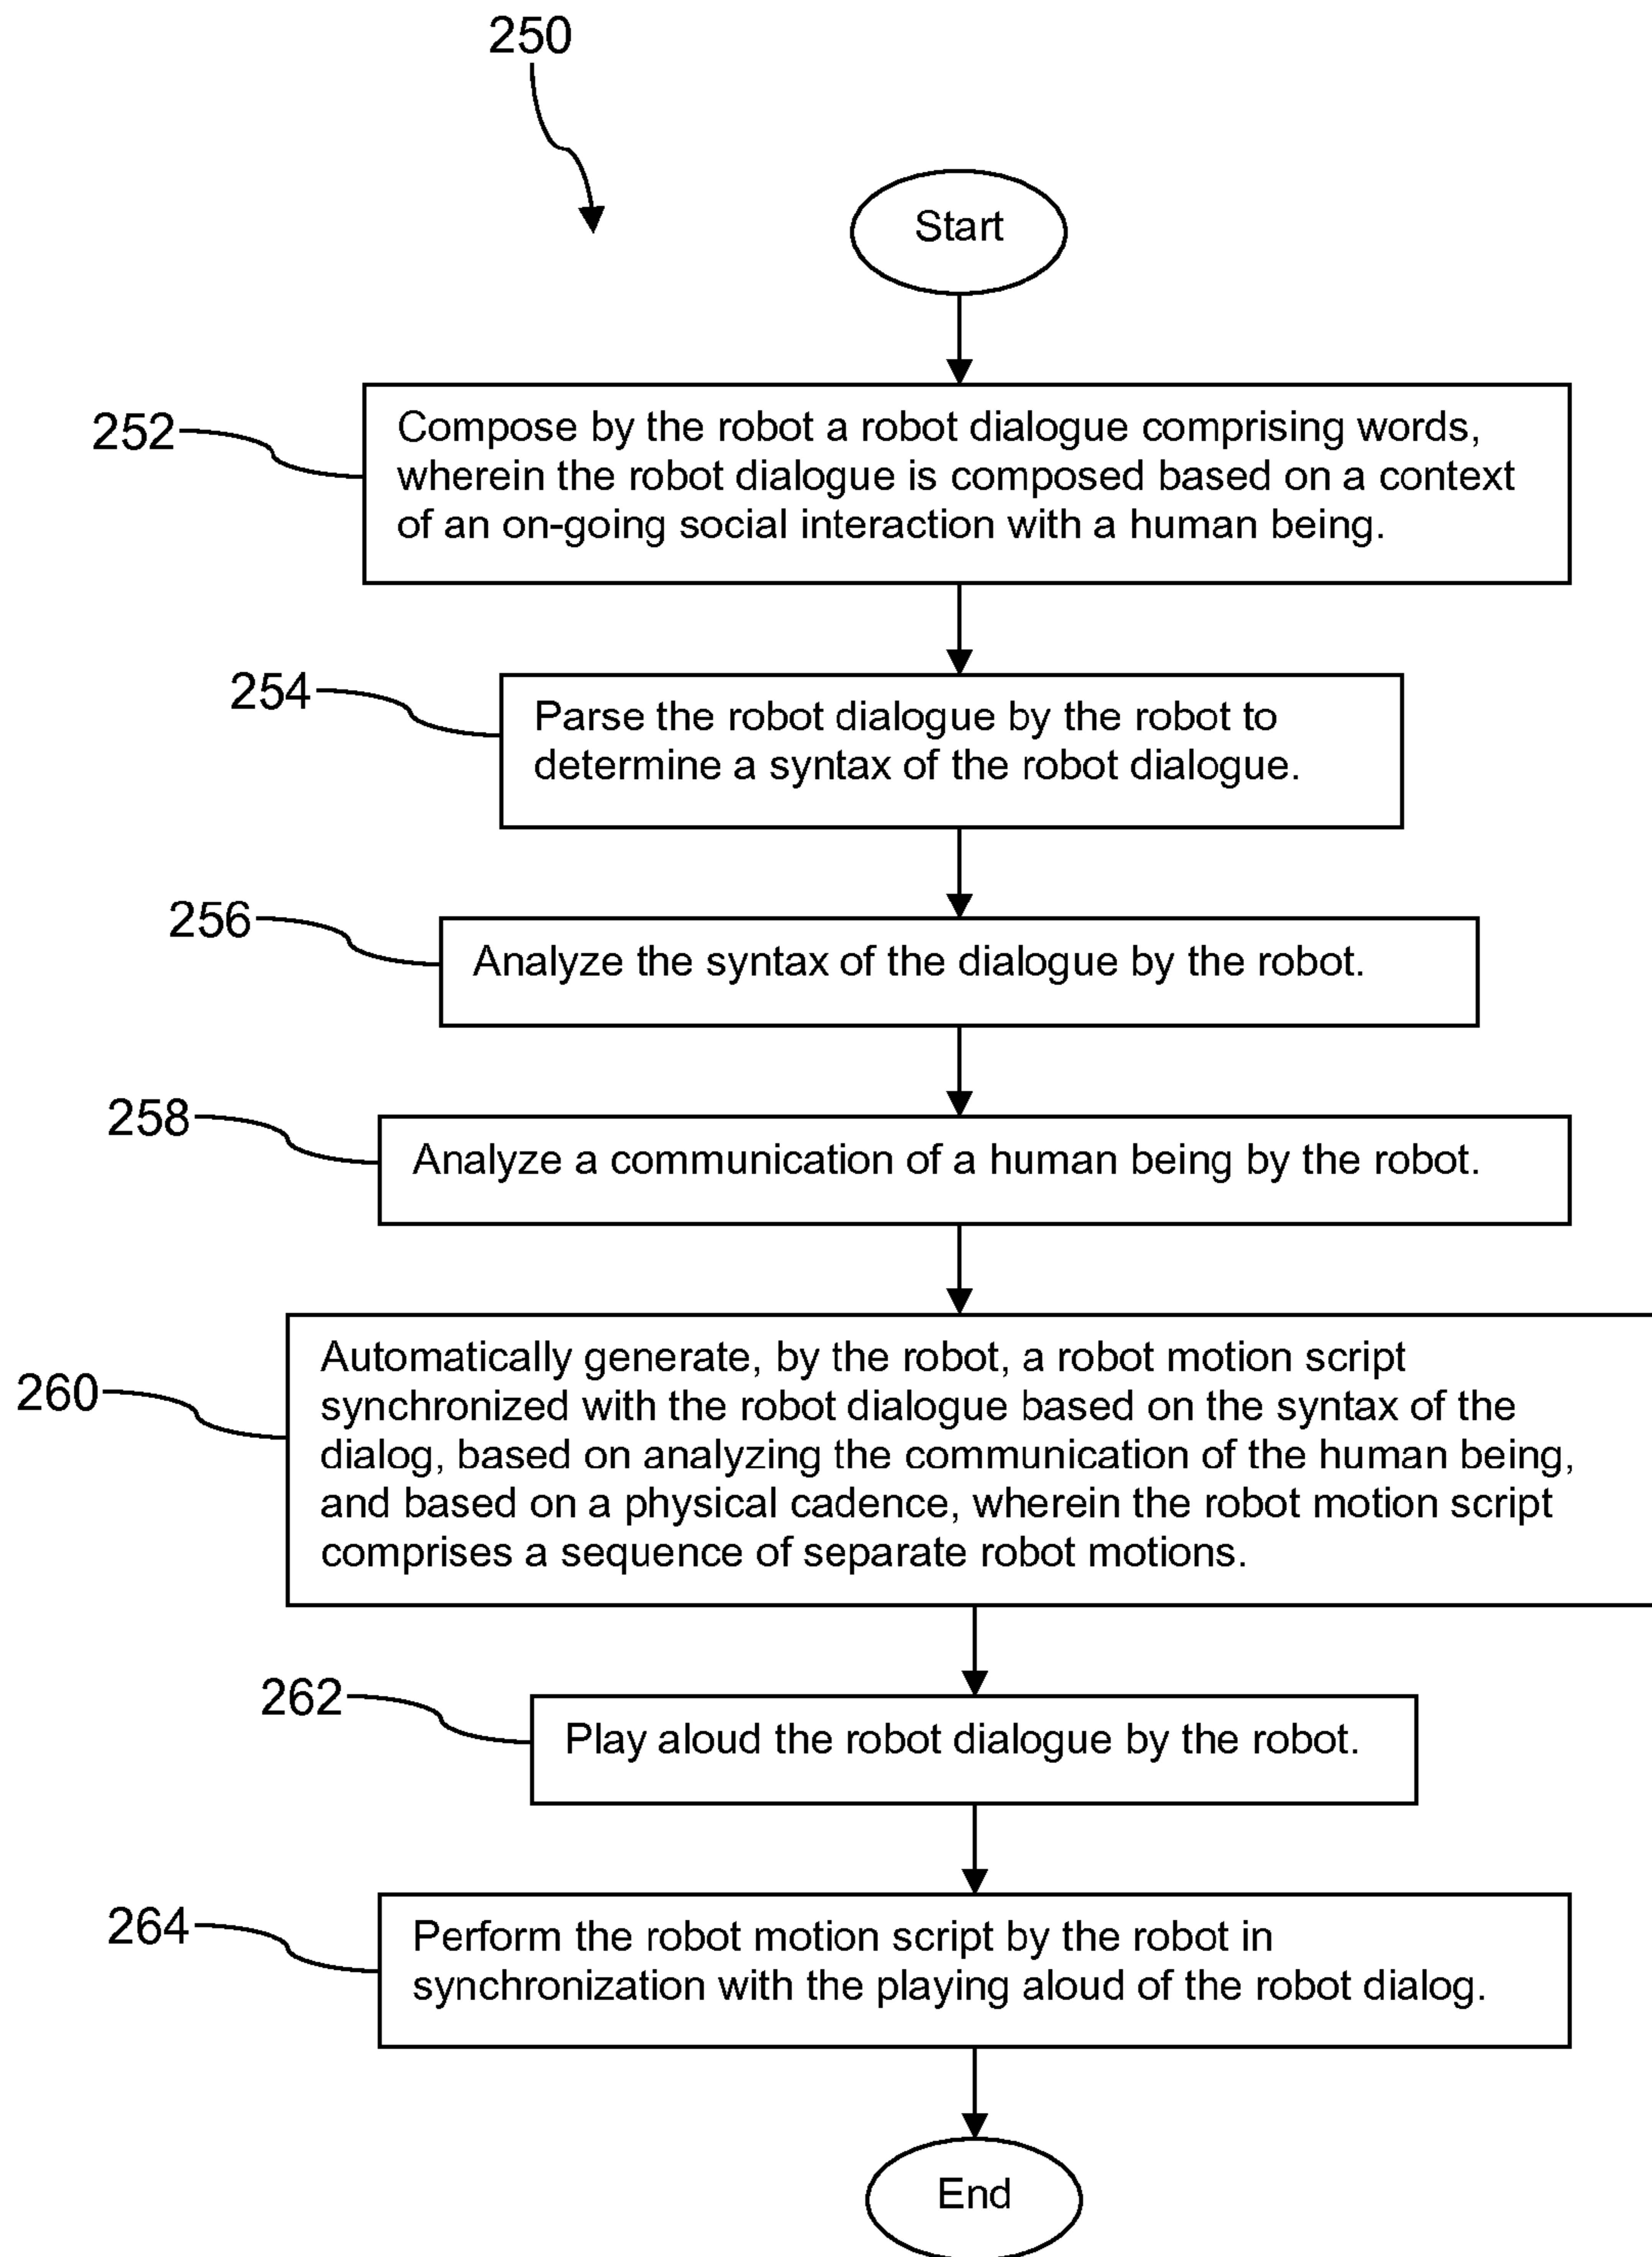 250
Start
252
Compose by the robot a robot dialogue comprising words,
wherein the robot dialogue is composed based on a context
of an on-going social interaction with a human being.
254
Parse the robot dialogue by the robot to
determine a syntax of the robot dialogue.
256
Analyze the syntax of the dialogue by the robot.
258
Analyze a communication of a human being by the robot.
260
Automatically generate, by the robot, a robot motion script
synchronized with the robot dialogue based on the syntax of the
dialog, based on analyzing the communication of the human being,
and based on a physical cadence, wherein the robot motion script
comprises a sequence of separate robot motions.
262
Play aloud the robot dialogue by the robot.
264
Perform the robot motion script by the robot in
synchronization with the playing aloud of the robot dialog.
End